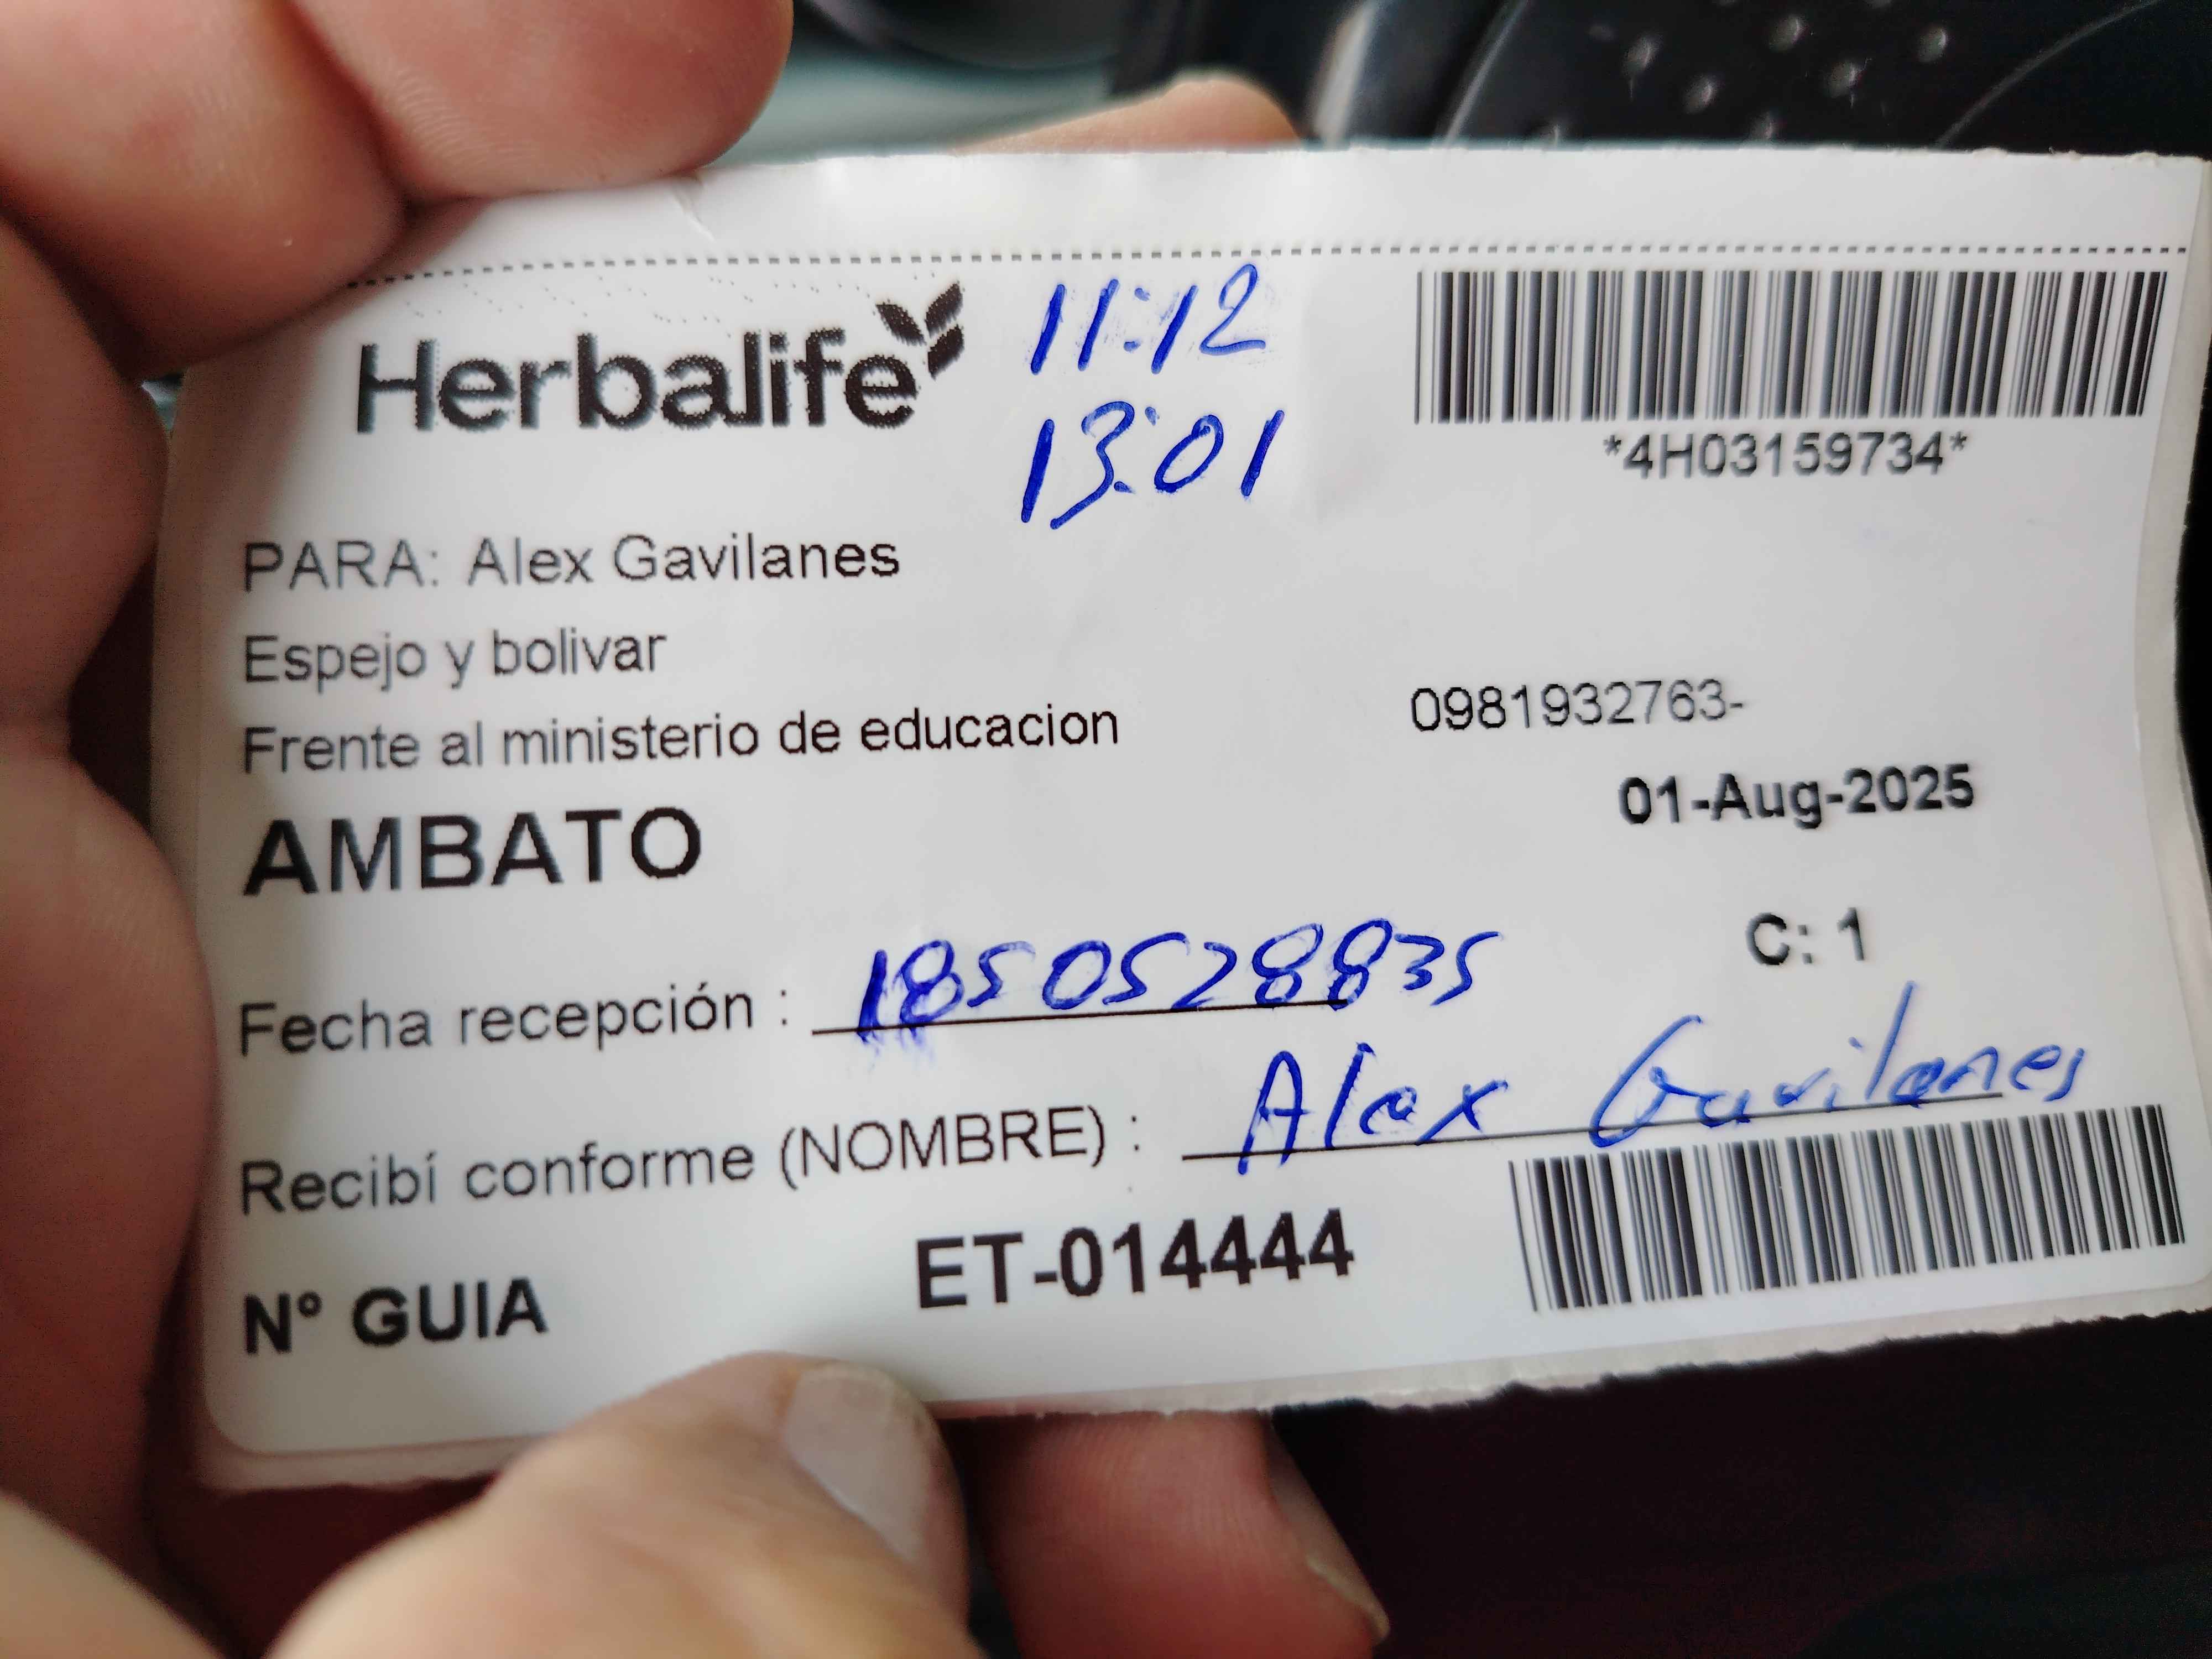 Herbalife
11:12
13:01
*4H03159734*
PARA: Alex Gavilanes
Espejo y bolivar
Frente al ministerio de educacion
0981932763-
AMBATO
01-Aug-2025
C: 1
Fecha recepción : 1850528835
Recibí conforme (NOMBRE) : Alex Gavilanes
N° GUIA ET-014444